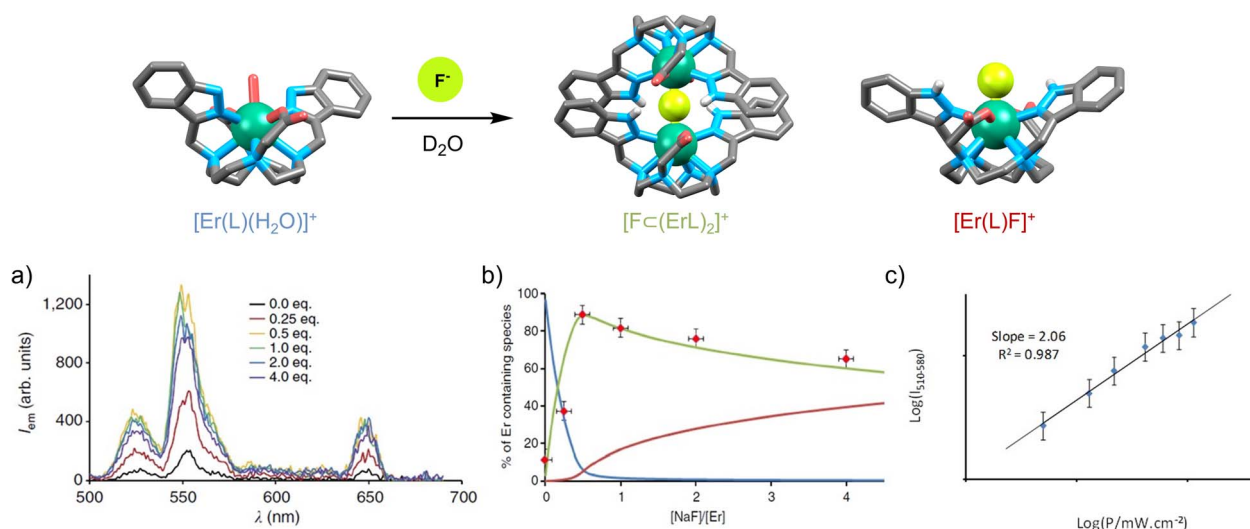 F-
D2O
[Er(L)(H2O)]+
[F⊂(ErL)2]+
[Er(L)F]+
a)
Iem (arb. units)
1,200
800
400
0
500
550
600
650
700
λ (nm)
0.0 eq.
0.25 eq.
0.5 eq.
1.0 eq.
2.0 eq.
4.0 eq.
b)
% of Er containing species
100
80
60
40
20
0
0
1
2
3
4
[NaF]/[Er]
c)
Log(I510-580)
Slope = 2.06
R2 = 0.987
Log(P/mW.cm-2)